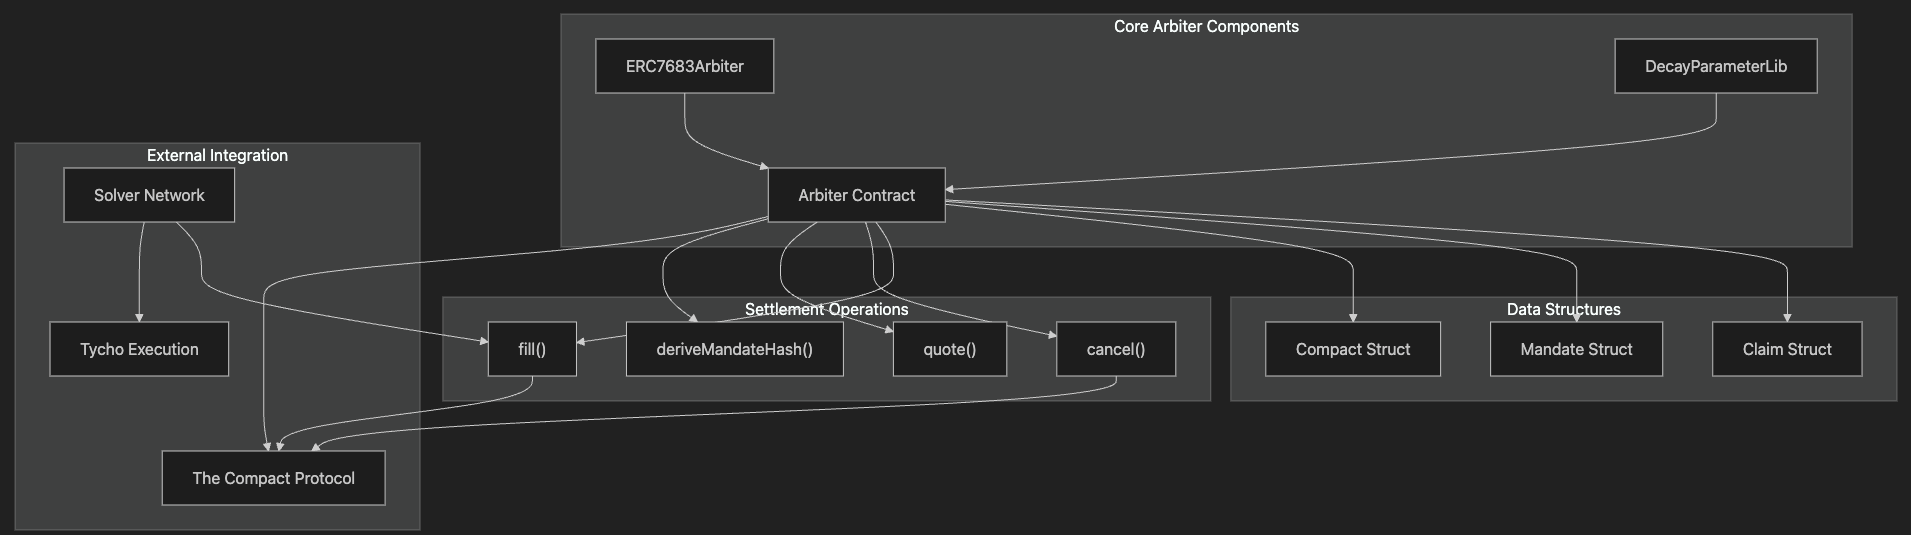 Core Arbiter Components
ERC7683Arbiter
DecayParameterLib
External Integration
Solver Network
Arbiter Contract
Settlement Operations
Data Structures
Tycho Execution
fill()
deriveMandateHash()
quote()
cancel()
Compact Struct
Mandate Struct
Claim Struct
The Compact Protocol